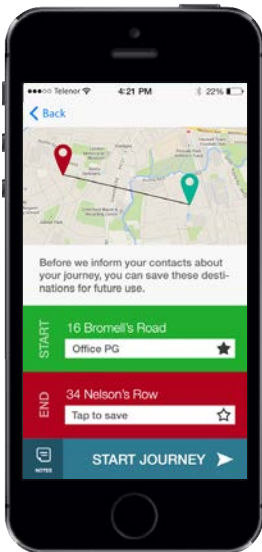 Telenor 4:21 PM 22%
Back
Before we inform your contacts about
your journey, you can save these desti-
nations for future use.
START
16 Bromell's Road
Office PG
END
34 Nelson's Row
Tap to save
NOTES
START JOURNEY